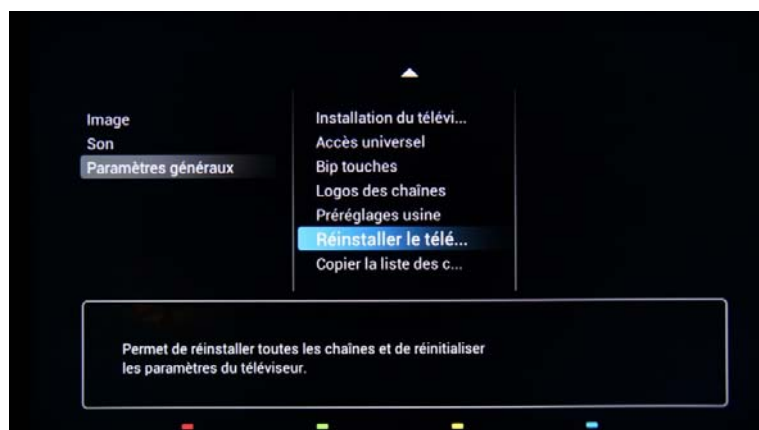 Image
Son
Paramètres généraux
Installation du télévi...
Accès universel
Bip touches
Logos des chaînes
Préréglages usine
Réinstaller le télé...
Copier la liste des c...
Permet de réinstaller toutes les chaînes et de réinitialiser
les paramètres du téléviseur.